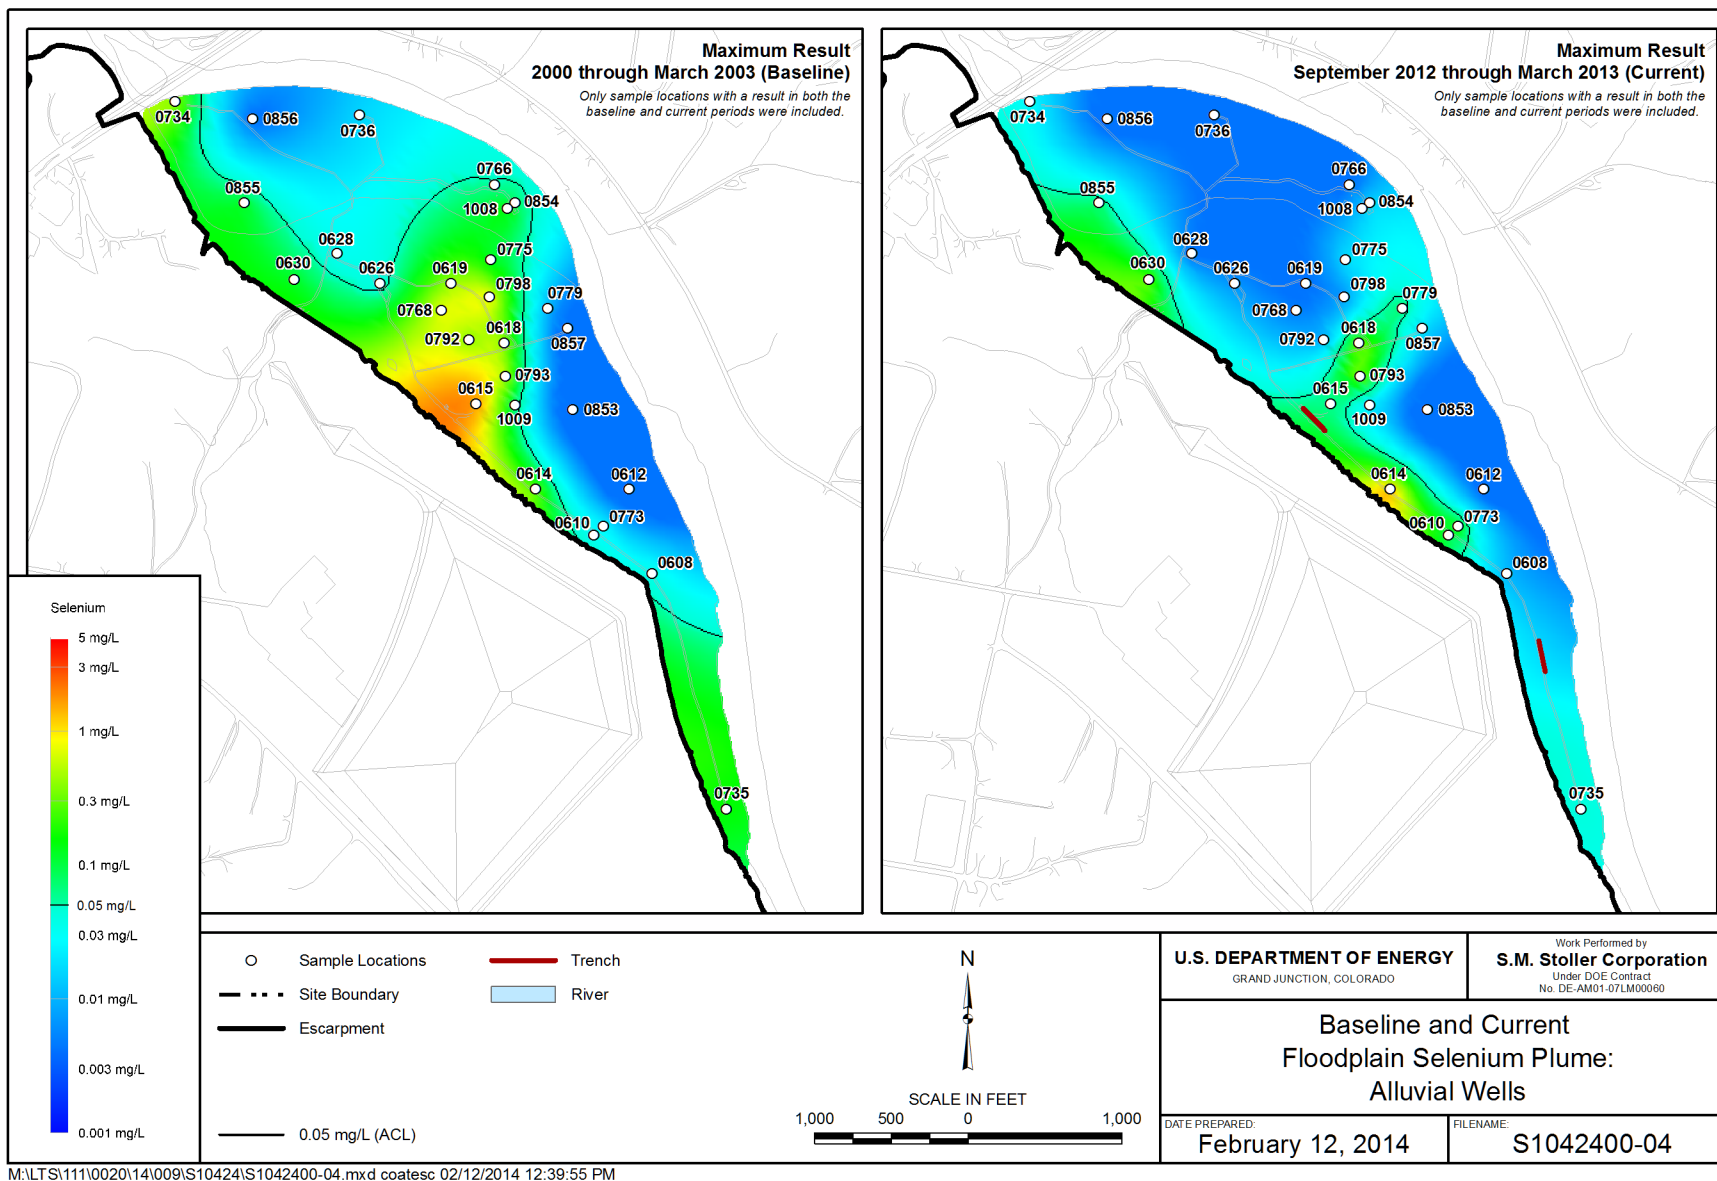 Maximum Result
2000 through March 2003 (Baseline)
Only sample locations with a result in both the
baseline and current periods were included.
0734
0856
0736
0766
0855
0854
1008
0628
0775
0630
0626
0619
0798
0779
0768
0618
0792
0857
0793
0615
1009
0853
0614
0612
0610
0773
0608
0735
Maximum Result
September 2012 through March 2013 (Current)
Only sample locations with a result in both the
baseline and current periods were included.
0734
0856
0736
0766
0855
0854
1008
0628
0775
0630
0626
0619
0798
0779
0768
0618
0792
0857
0793
0615
1009
0853
0614
0612
0610
0773
0608
0735
Selenium
5 mg/L
3 mg/L
1 mg/L
0.3 mg/L
0.1 mg/L
0.05 mg/L
0.03 mg/L
0.01 mg/L
0.003 mg/L
0.001 mg/L
Sample Locations
Site Boundary
Escarpment
0.05 mg/L (ACL)
Trench
River
N
SCALE IN FEET
1,000 500 0 1,000
U.S. DEPARTMENT OF ENERGY
GRAND JUNCTION, COLORADO
Work Performed by
S.M. Stoller Corporation
Under DOE Contract
No. DE-AM01-07LM00060
Baseline and Current
Floodplain Selenium Plume:
Alluvial Wells
DATE PREPARED:
February 12, 2014
FILENAME:
S1042400-04
M:\LTS\111\0020\14\009\S10424\S1042400-04.mxd coatesc 02/12/2014 12:39:55 PM